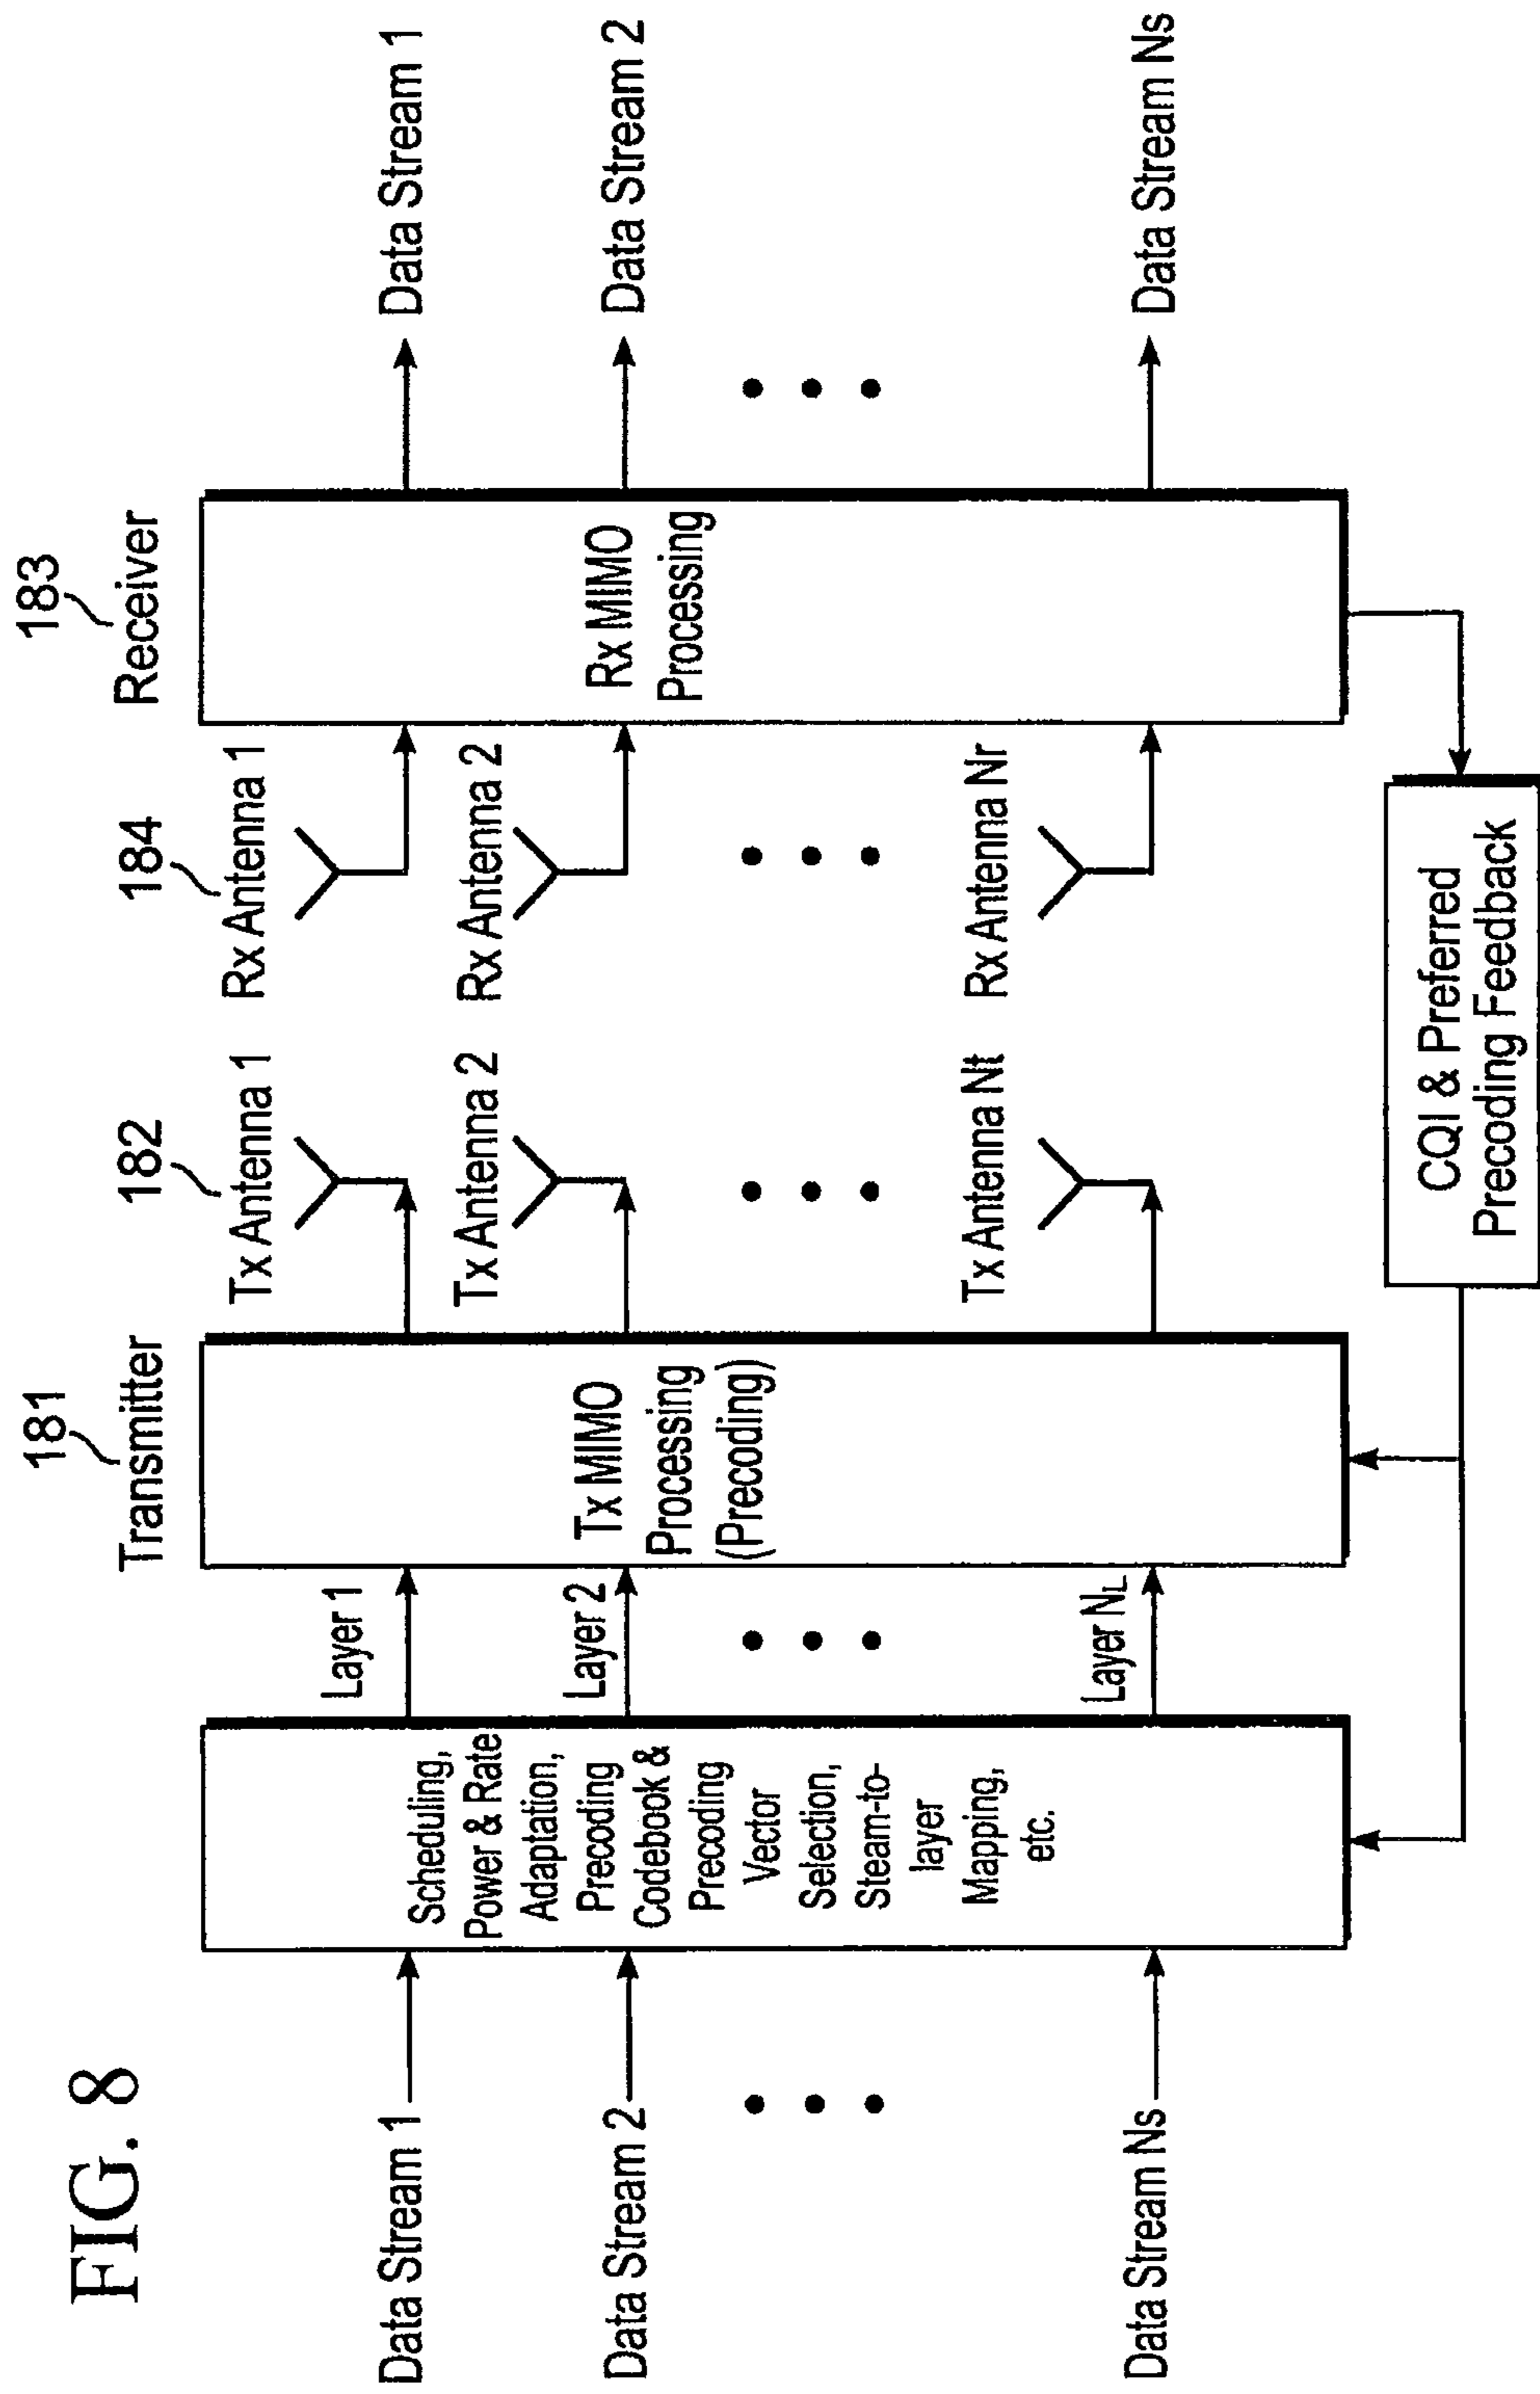 FIG. 8
Data Stream 1
Data Stream 2
Data Stream Ns
Scheduling,
Power & Rate
Adaptation,
Precoding
Codebook &
Precoding
Vector
Selection,
Steam-to-
layer
Mapping,
etc.
Layer 1
Layer 2
Layer NL
181
Transmitter
Tx MIMO
Processing
(Precoding)
182
Tx Antenna 1
Tx Antenna 2
Tx Antenna Nt
184
Rx Antenna 1
Rx Antenna 2
Rx Antenna Nr
183
Receiver
Rx MIMO
Processing
Data Stream 1
Data Stream 2
Data Stream Ns
CQI & Preferred
Precoding Feedback